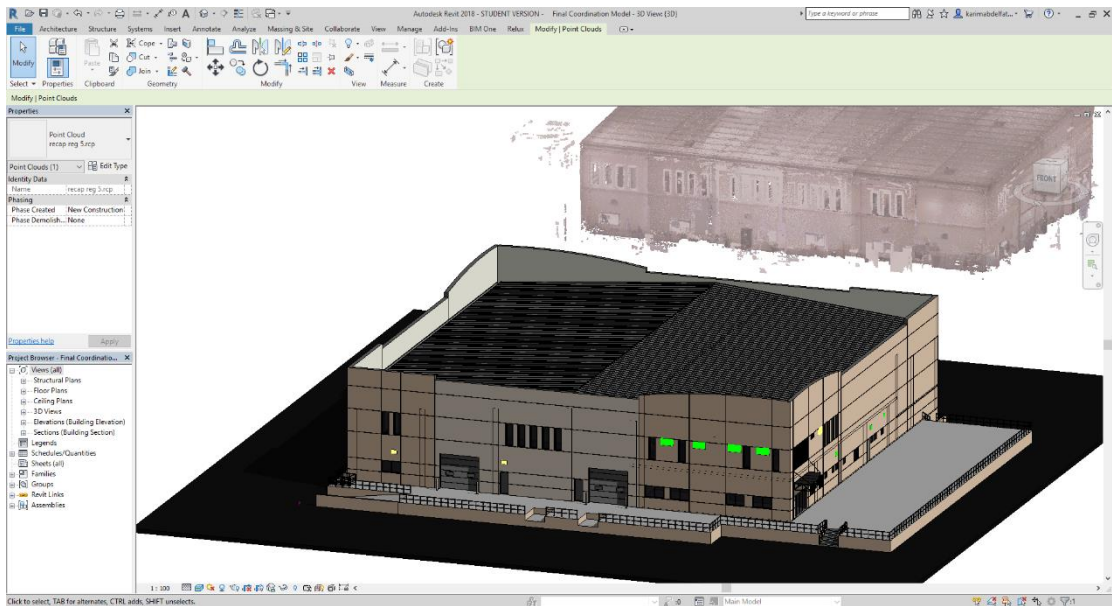 Autodesk Revit 2018 - STUDENT VERSION - Final Coordination Model - 3D View: {3D}
Type a keyword or phrase
karimabdelfat...
File Architecture Structure Systems Insert Annotate Analyze Massing & Site Collaborate View Manage Add-Ins BIM One Relux Modify | Point Clouds
Modify
Paste
Cope
Cut
Join
Select Properties Clipboard Geometry Modify View Measure Create
Modify | Point Clouds
Properties
Point Cloud
recap reg 5.rcp
Point Clouds (1) Edit Type
Identity Data
Name recap reg 5.rcp
Phasing
Phase Created New Construction
Phase Demolish... None
Properties help Apply
Project Browser - Final Coordinatio...
Views (all)
Structural Plans
Floor Plans
Ceiling Plans
3D Views
Elevations (Building Elevation)
Sections (Building Section)
Legends
Schedules/Quantities
Sheets (all)
Families
Groups
Revit Links
Assemblies
FRONT
1 : 100
Click to select, TAB for alternates, CTRL adds, SHIFT unselects.
:0
Main Model
:1